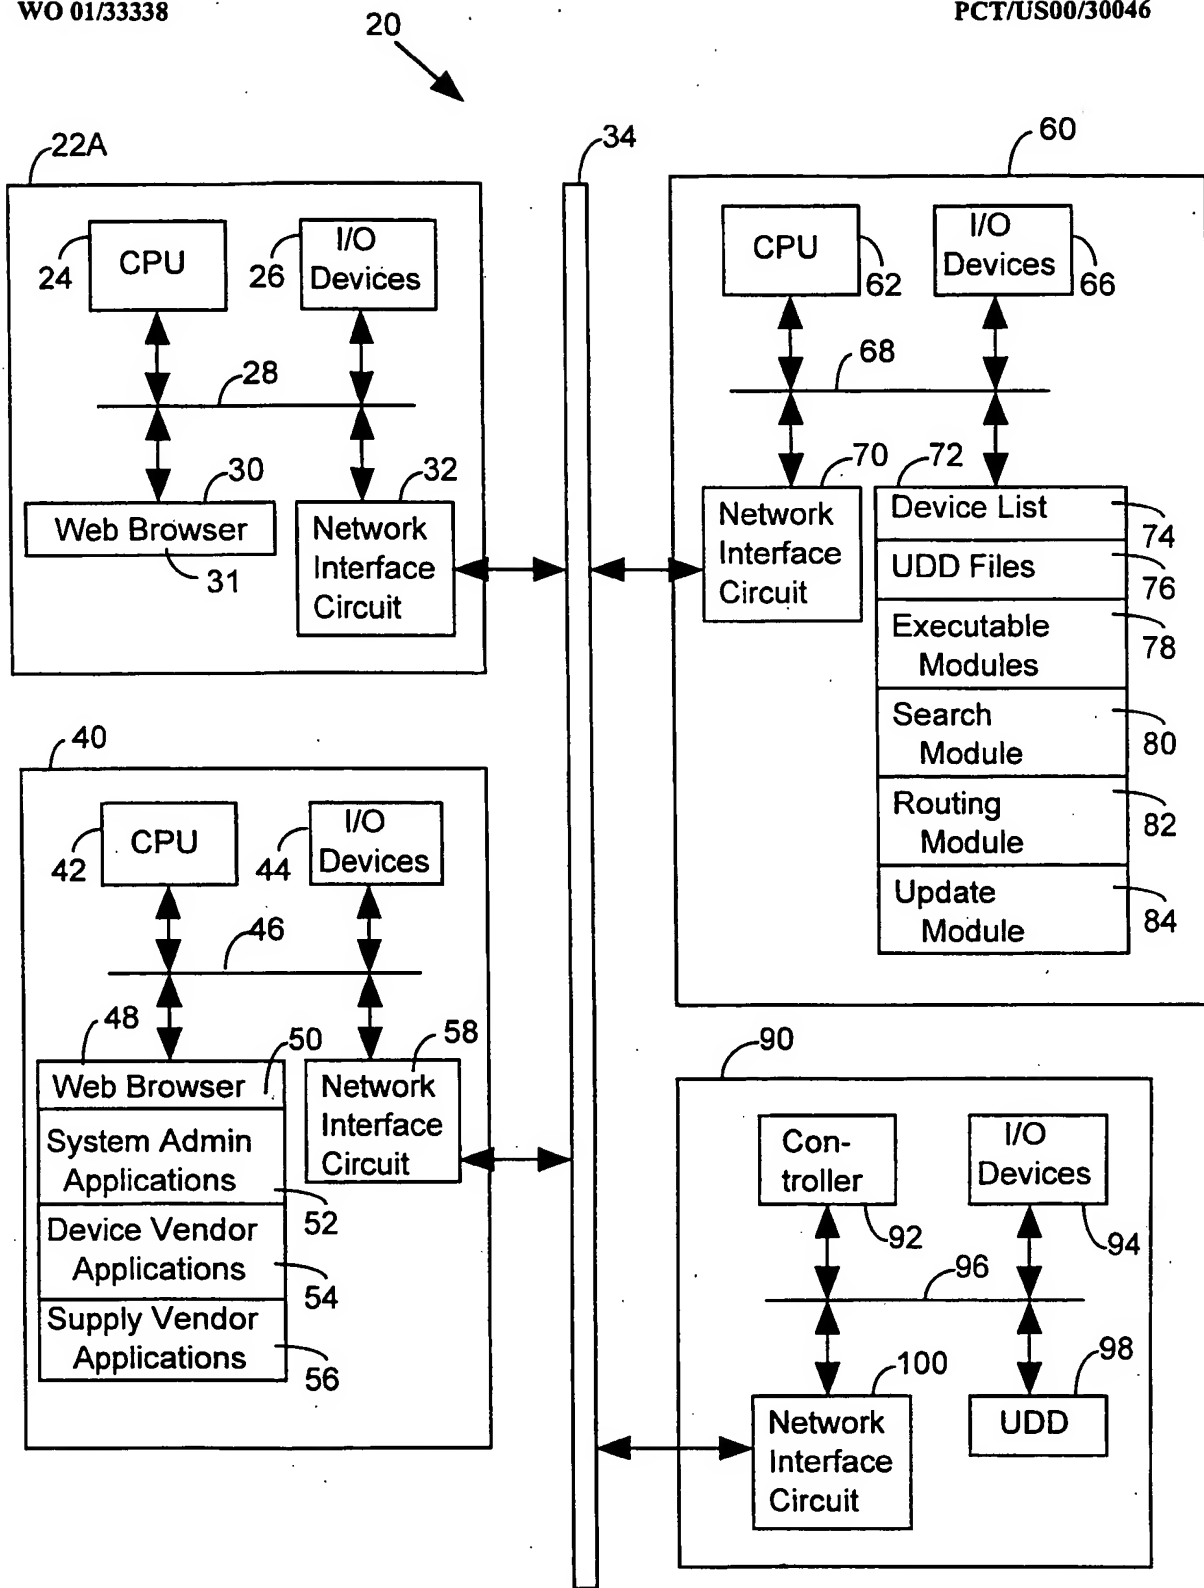 WO 01/33338
PCT/US00/30046
20
22A
34
60
24
CPU
26
I/O
Devices
28
30
Web Browser
31
32
Network
Interface
Circuit
CPU
62
I/O
Devices
66
68
70
Network
Interface
Circuit
72
Device List
74
UDD Files
76
Executable
Modules
78
Search
Module
80
Routing
Module
82
Update
Module
84
40
42
CPU
44
I/O
Devices
46
48
50
Web Browser
System Admin
Applications
52
Device Vendor
Applications
54
Supply Vendor
Applications
56
58
Network
Interface
Circuit
90
Con-
troller
92
I/O
Devices
94
96
100
Network
Interface
Circuit
98
UDD